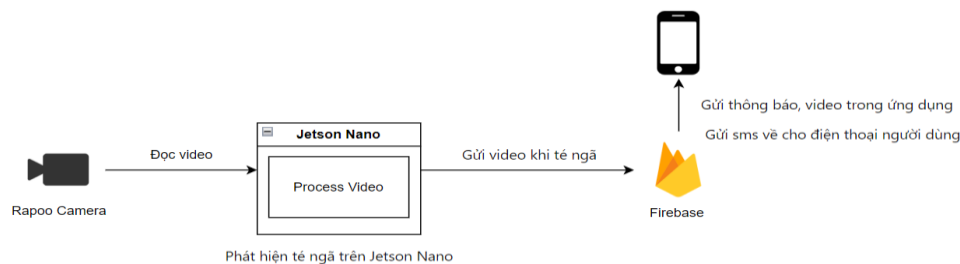 Rapoo Camera
Đọc video
Jetson Nano
Process Video
Phát hiện té ngã trên Jetson Nano
Gửi video khi té ngã
Firebase
Gửi thông báo, video trong ứng dụng
Gửi sms về cho điện thoại người dùng